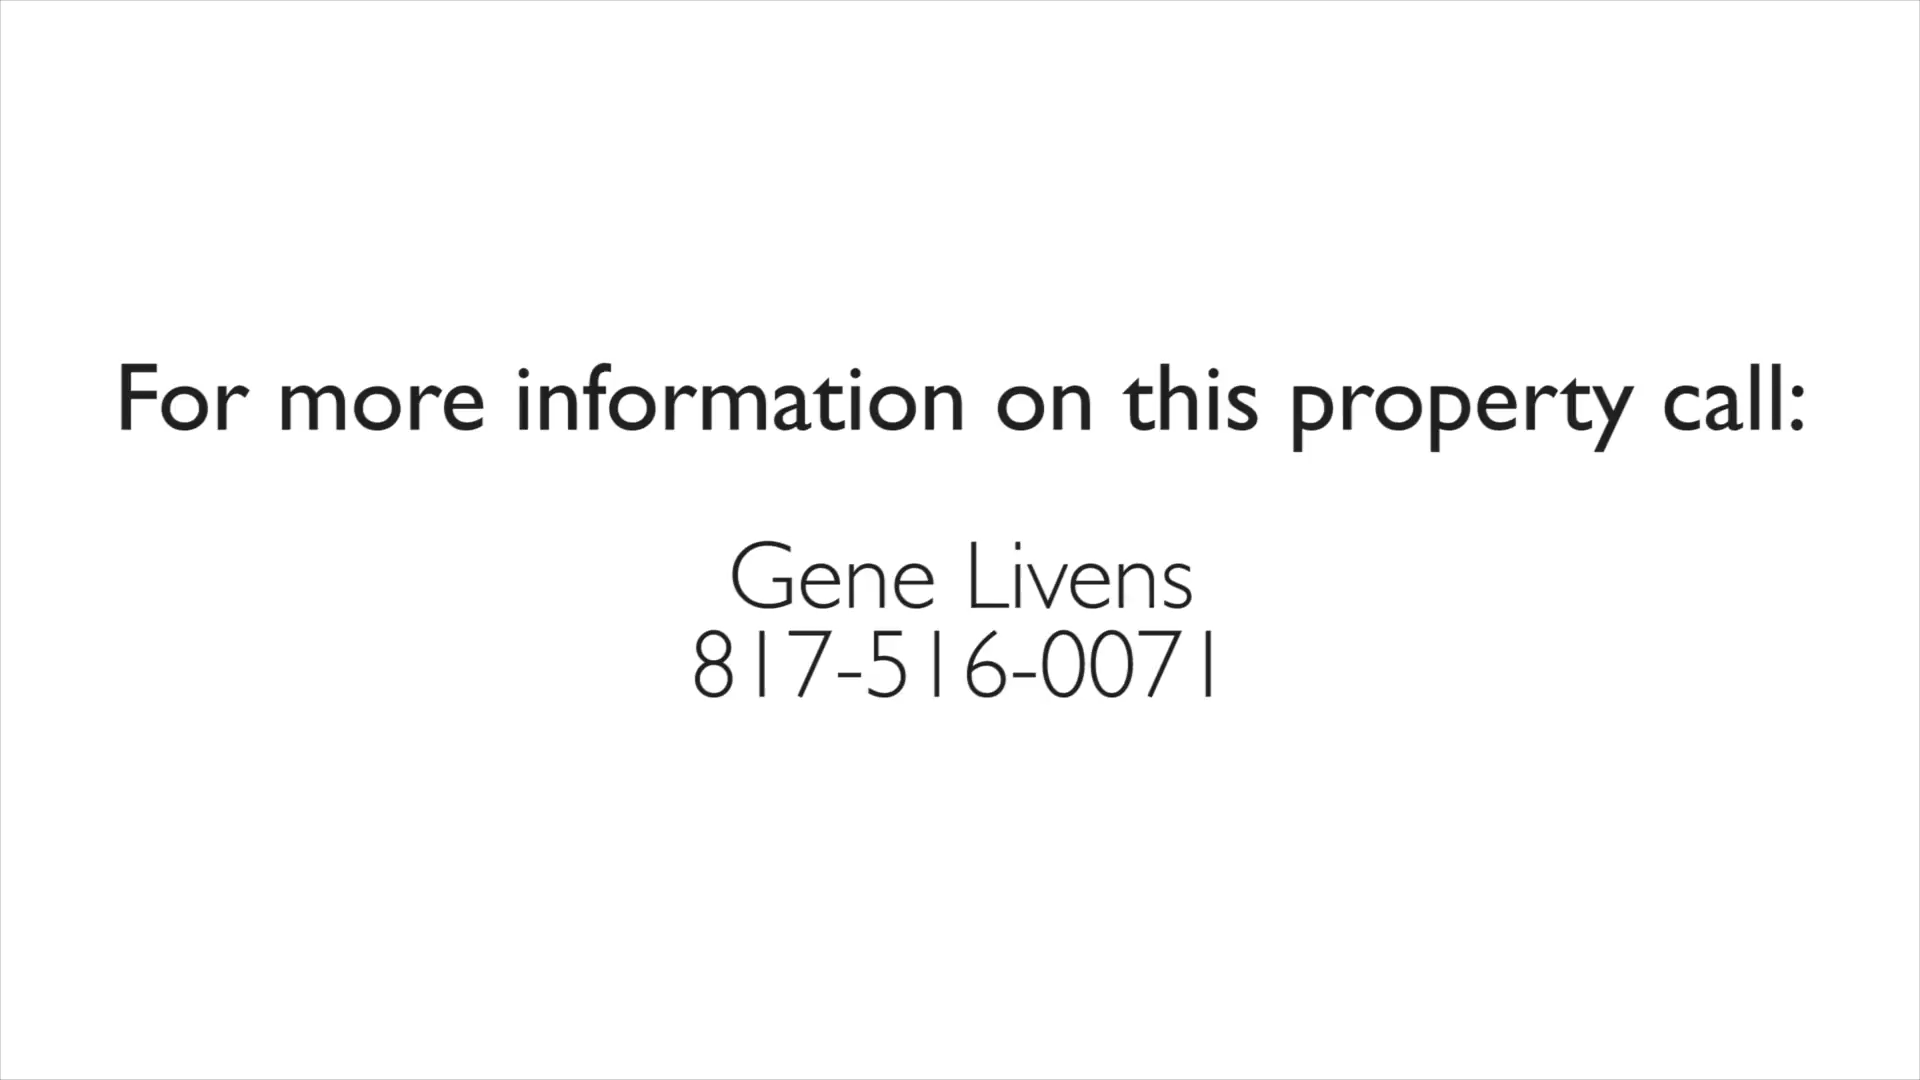 For more information on this property call:
Gene Livens
817-516-0071